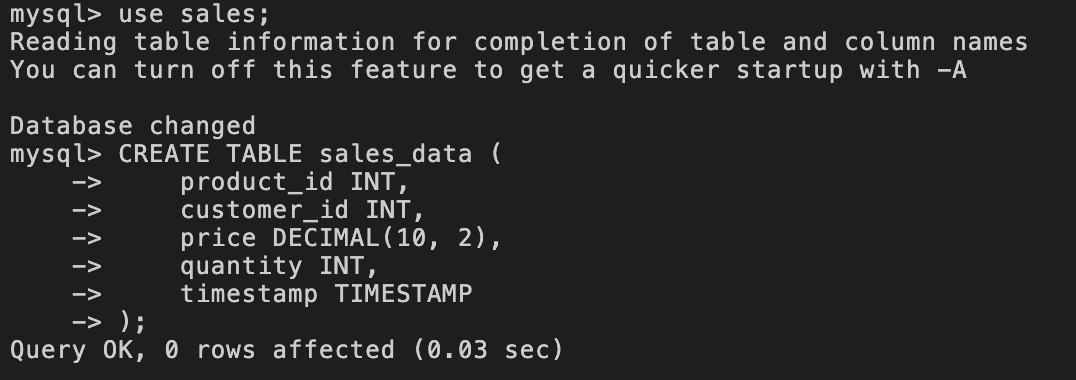 mysql> use sales;
Reading table information for completion of table and column names
You can turn off this feature to get a quicker startup with -A

Database changed
mysql> CREATE TABLE sales_data (
    ->     product_id INT,
    ->     customer_id INT,
    ->     price DECIMAL(10, 2),
    ->     quantity INT,
    ->     timestamp TIMESTAMP
    -> );
Query OK, 0 rows affected (0.03 sec)